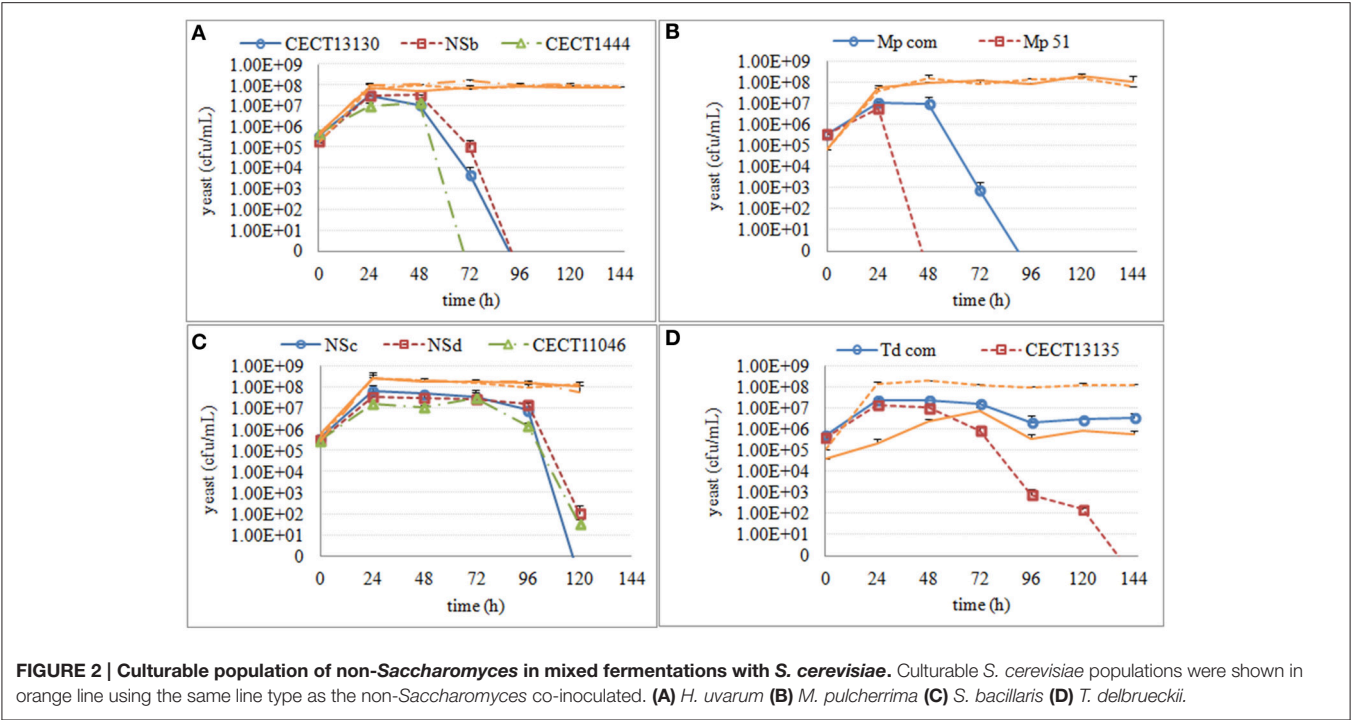 A
CECT13130 NSb CECT1444
1.00E+09
1.00E+08
1.00E+07
1.00E+06
1.00E+05
1.00E+04
1.00E+03
1.00E+02
1.00E+01
0
yeast (cfu/mL)
0 24 48 72 96 120 144
time (h)
B
Mp com Mp 51
1.00E+09
1.00E+08
1.00E+07
1.00E+06
1.00E+05
1.00E+04
1.00E+03
1.00E+02
1.00E+01
0
yeast (cfu/mL)
0 24 48 72 96 120 144
time (h)
C
NSc NSd CECT11046
1.00E+09
1.00E+08
1.00E+07
1.00E+06
1.00E+05
1.00E+04
1.00E+03
1.00E+02
1.00E+01
0
yeast (cfu/mL)
0 24 48 72 96 120 144
time (h)
D
Td com CECT13135
1.00E+09
1.00E+08
1.00E+07
1.00E+06
1.00E+05
1.00E+04
1.00E+03
1.00E+02
1.00E+01
0
yeast (cfu/mL)
0 24 48 72 96 120 144
time (h)
FIGURE 2 | Culturable population of non-Saccharomyces in mixed fermentations with S. cerevisiae. Culturable S. cerevisiae populations were shown in
orange line using the same line type as the non-Saccharomyces co-inoculated. (A) H. uvarum (B) M. pulcherrima (C) S. bacillaris (D) T. delbrueckii.